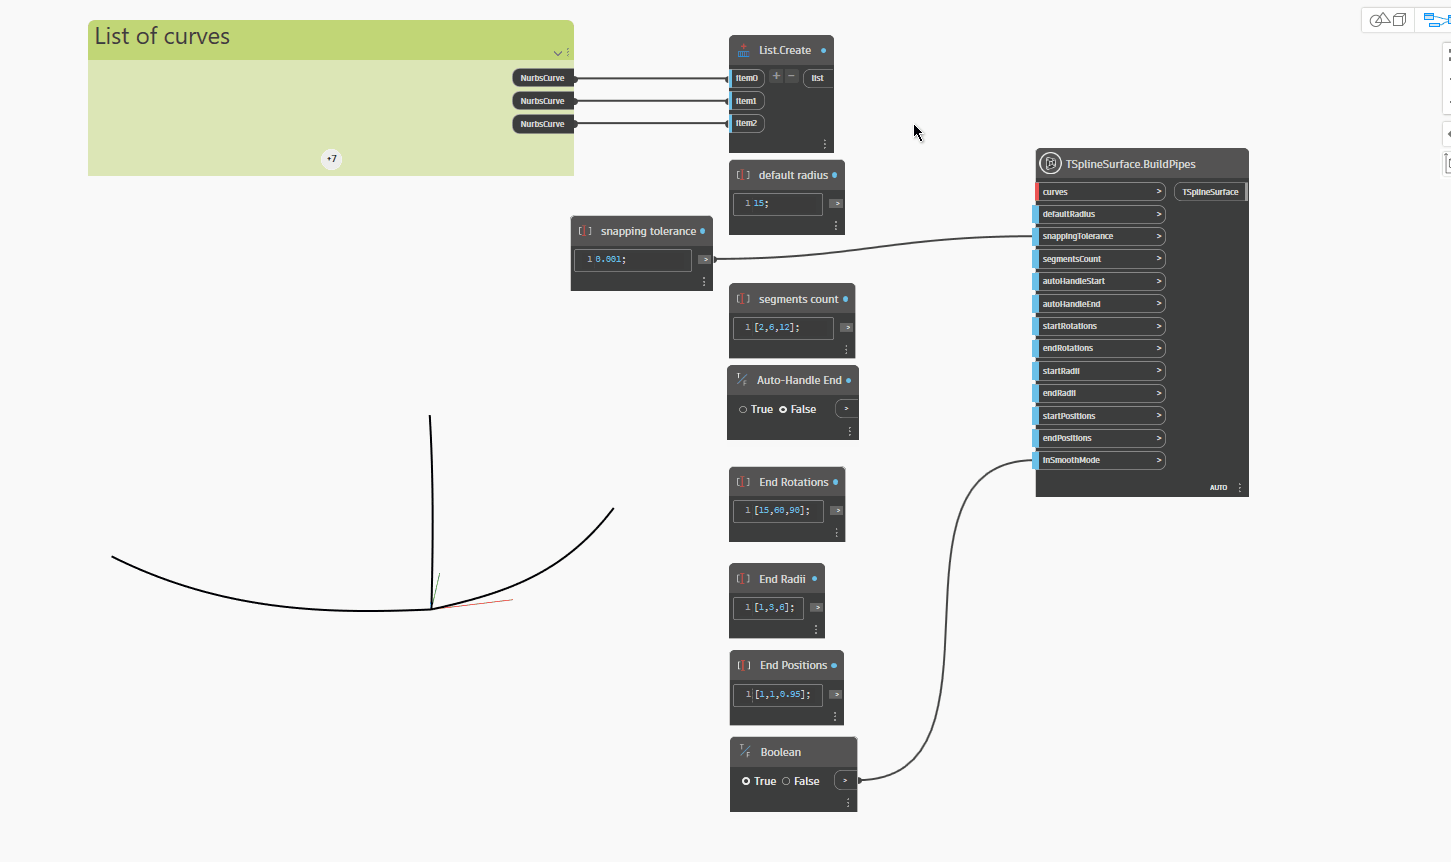 List of curves
NurbsCurve
NurbsCurve
NurbsCurve
+7
List.Create
item0
+ −
list
item1
item2
default radius
1 15;
>
snapping tolerance
1 0.001;
>
segments count
1 [2,6,12];
>
Auto-Handle End
True False
>
End Rotations
1 [15,60,90];
>
End Radii
1 [1,3,6];
>
End Positions
1 [1,1,0.95];
>
Boolean
True False
>
TSplineSurface.BuildPipes
curves >
TSplineSurface
defaultRadius >
snappingTolerance >
segmentsCount >
autoHandleStart >
autoHandleEnd >
startRotations >
endRotations >
startRadii >
endRadii >
startPositions >
endPositions >
inSmoothMode >
AUTO